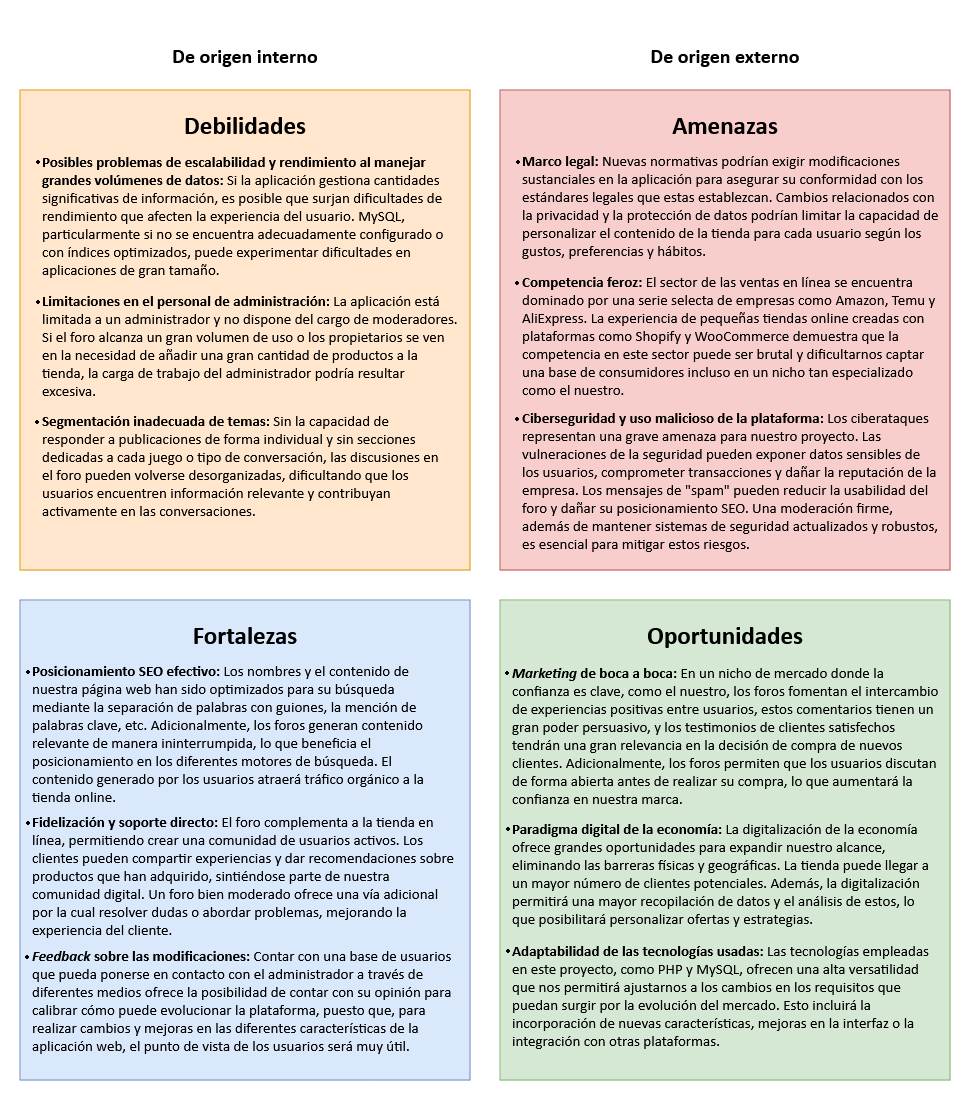 De origen interno
De origen externo
Debilidades
•Posibles problemas de escalabilidad y rendimiento al manejar
grandes volúmenes de datos: Si la aplicación gestiona cantidades
significativas de información, es posible que surjan dificultades de
rendimiento que afecten la experiencia del usuario. MySQL,
particularmente si no se encuentra adecuadamente configurado o
con índices optimizados, puede experimentar dificultades en
aplicaciones de gran tamaño.
•Limitaciones en el personal de administración: La aplicación está
limitada a un administrador y no dispone del cargo de moderadores.
Si el foro alcanza un gran volumen de uso o los propietarios se ven
en la necesidad de añadir una gran cantidad de productos a la
tienda, la carga de trabajo del administrador podría resultar
excesiva.
•Segmentación inadecuada de temas: Sin la capacidad de
responder a publicaciones de forma individual y sin secciones
dedicadas a cada juego o tipo de conversación, las discusiones en
el foro pueden volverse desorganizadas, dificultando que los
usuarios encuentren información relevante y contribuyan
activamente en las conversaciones.
Amenazas
•Marco legal: Nuevas normativas podrían exigir modificaciones
sustanciales en la aplicación para asegurar su conformidad con los
estándares legales que estas establezcan. Cambios relacionados con
la privacidad y la protección de datos podrían limitar la capacidad de
personalizar el contenido de la tienda para cada usuario según los
gustos, preferencias y hábitos.
•Competencia feroz: El sector de las ventas en línea se encuentra
dominado por una serie selecta de empresas como Amazon, Temu y
AliExpress. La experiencia de pequeñas tiendas online creadas con
plataformas como Shopify y WooCommerce demuestra que la
competencia en este sector puede ser brutal y dificultarnos captar
una base de consumidores incluso en un nicho tan especializado
como el nuestro.
•Ciberseguridad y uso malicioso de la plataforma: Los ciberataques
representan una grave amenaza para nuestro proyecto. Las
vulneraciones de la seguridad pueden exponer datos sensibles de
los usuarios, comprometer transacciones y dañar la reputación de la
empresa. Los mensajes de "spam" pueden reducir la usabilidad del
foro y dañar su posicionamiento SEO. Una moderación firme,
además de mantener sistemas de seguridad actualizados y robustos,
es esencial para mitigar estos riesgos.
Fortalezas
•Posicionamiento SEO efectivo: Los nombres y el contenido de
nuestra página web han sido optimizados para su búsqueda
mediante la separación de palabras con guiones, la mención de
palabras clave, etc. Adicionalmente, los foros generan contenido
relevante de manera ininterrumpida, lo que beneficia el
posicionamiento en los diferentes motores de búsqueda. El
contenido generado por los usuarios atraerá tráfico orgánico a la
tienda online.
•Fidelización y soporte directo: El foro complementa a la tienda en
línea, permitiendo crear una comunidad de usuarios activos. Los
clientes pueden compartir experiencias y dar recomendaciones sobre
productos que han adquirido, sintiéndose parte de nuestra
comunidad digital. Un foro bien moderado ofrece una vía adicional
por la cual resolver dudas o abordar problemas, mejorando la
experiencia del cliente.
•Feedback sobre las modificaciones: Contar con una base de usuarios
que pueda ponerse en contacto con el administrador a través de
diferentes medios ofrece la posibilidad de contar con su opinión para
calibrar cómo puede evolucionar la plataforma, puesto que, para
realizar cambios y mejoras en las diferentes características de la
aplicación web, el punto de vista de los usuarios será muy útil.
Oportunidades
•Marketing de boca a boca: En un nicho de mercado donde la
confianza es clave, como el nuestro, los foros fomentan el intercambio
de experiencias positivas entre usuarios, estos comentarios tienen un
gran poder persuasivo, y los testimonios de clientes satisfechos
tendrán una gran relevancia en la decisión de compra de nuevos
clientes. Adicionalmente, los foros permiten que los usuarios discutan
de forma abierta antes de realizar su compra, lo que aumentará la
confianza en nuestra marca.
•Paradigma digital de la economía: La digitalización de la economía
ofrece grandes oportunidades para expandir nuestro alcance,
eliminando las barreras físicas y geográficas. La tienda puede llegar a
un mayor número de clientes potenciales. Además, la digitalización
permitirá una mayor recopilación de datos y el análisis de estos, lo
que posibilitará personalizar ofertas y estrategias.
•Adaptabilidad de las tecnologías usadas: Las tecnologías empleadas
en este proyecto, como PHP y MySQL, ofrecen una alta versatilidad
que nos permitirá ajustarnos a los cambios en los requisitos que
puedan surgir por la evolución del mercado. Esto incluirá la
incorporación de nuevas características, mejoras en la interfaz o la
integración con otras plataformas.